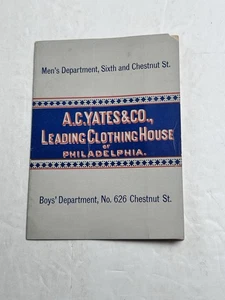 Men's Department, Sixth and Chestnut St.
A.C. YATES & CO.,
LEADING CLOTHING HOUSE
OF
PHILADELPHIA.
Boys' Department, No. 626 Chestnut St.